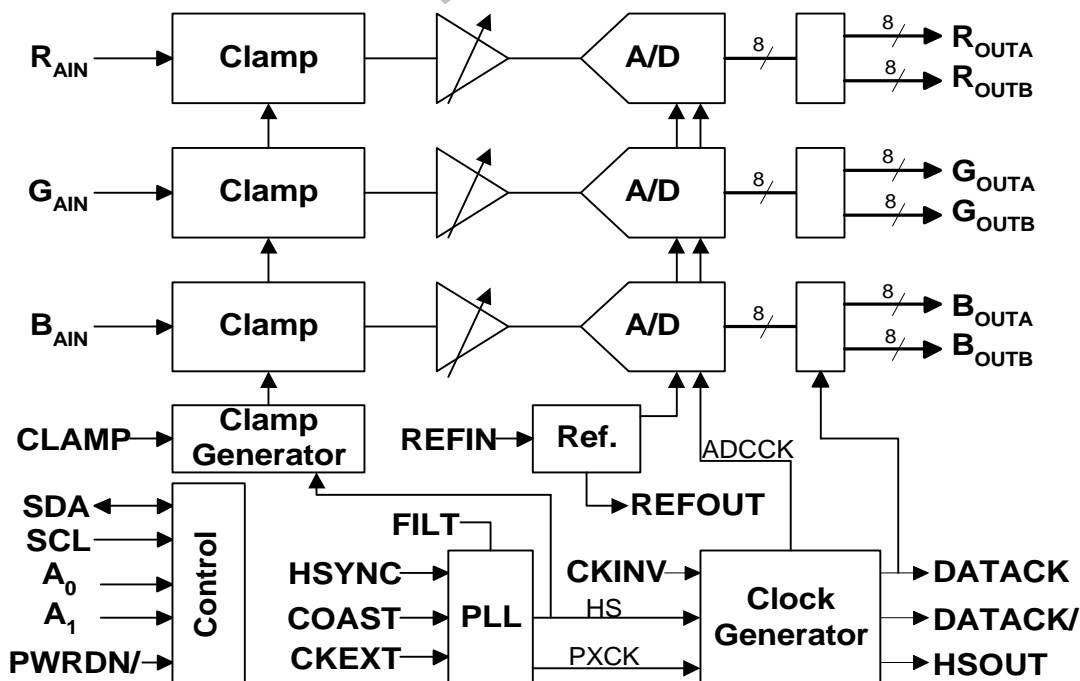 R_AIN Clamp A/D 8 8 R_OUTA
8 R_OUTB
G_AIN Clamp A/D 8 8 G_OUTA
8 G_OUTB
B_AIN Clamp A/D 8 8 B_OUTA
8 B_OUTB
CLAMP Clamp Generator REFIN Ref. ADCCK
REFOUT
SDA
SCL
A_0
A_1
PWRDN/
Control
FILT
HSYNC
COAST
CKEXT
PLL
HS
PXCK
CKINV
Clock
Generator
DATACK
DATACK/
HSOUT